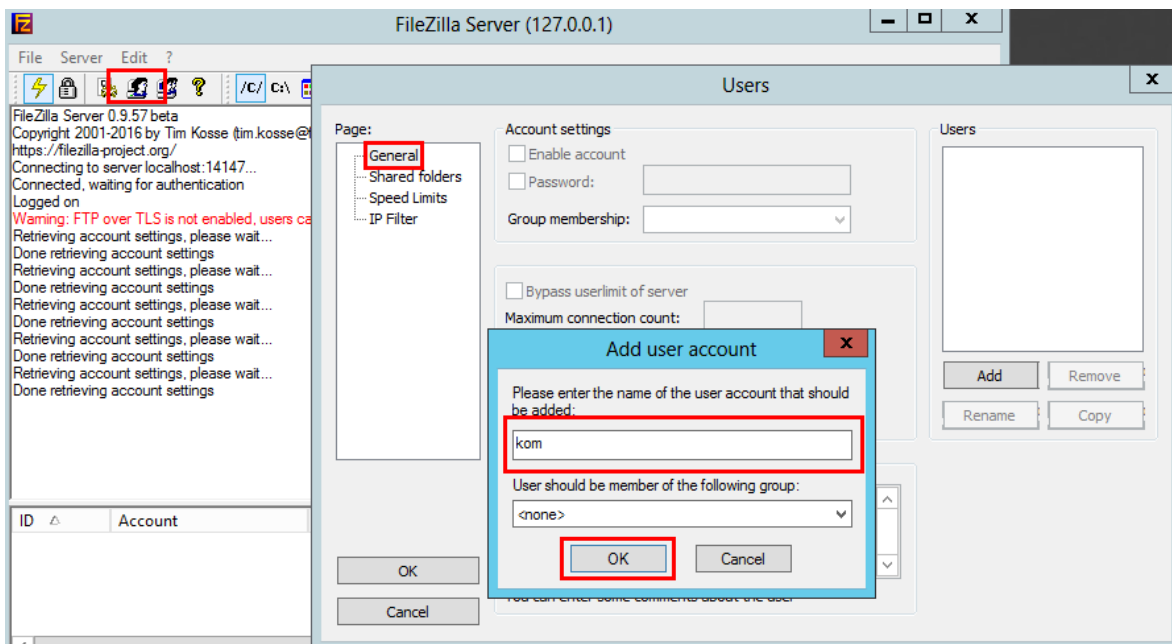 FileZilla Server (127.0.0.1)
File Server Edit ?
/C/ C:\
FileZilla Server 0.9.57 beta
Copyright 2001-2016 by Tim Kosse (tim.kosse@f
https://filezilla-project.org/
Connecting to server localhost:14147...
Connected, waiting for authentication
Logged on
Warning: FTP over TLS is not enabled, users ca
Retrieving account settings, please wait...
Done retrieving account settings
Retrieving account settings, please wait...
Done retrieving account settings
Retrieving account settings, please wait...
Done retrieving account settings
Retrieving account settings, please wait...
Done retrieving account settings
Retrieving account settings, please wait...
Done retrieving account settings
ID Account
Users
x
Page:
General
Shared folders
Speed Limits
IP Filter
OK
Cancel
Account settings
Enable account
Password:
Group membership:
Bypass userlimit of server
Maximum connection count:
Users
Add Remove
Rename Copy
Add user account
x
Please enter the name of the user account that should
be added:
kom
User should be member of the following group:
<none>
OK Cancel
You can enter some comments about the user